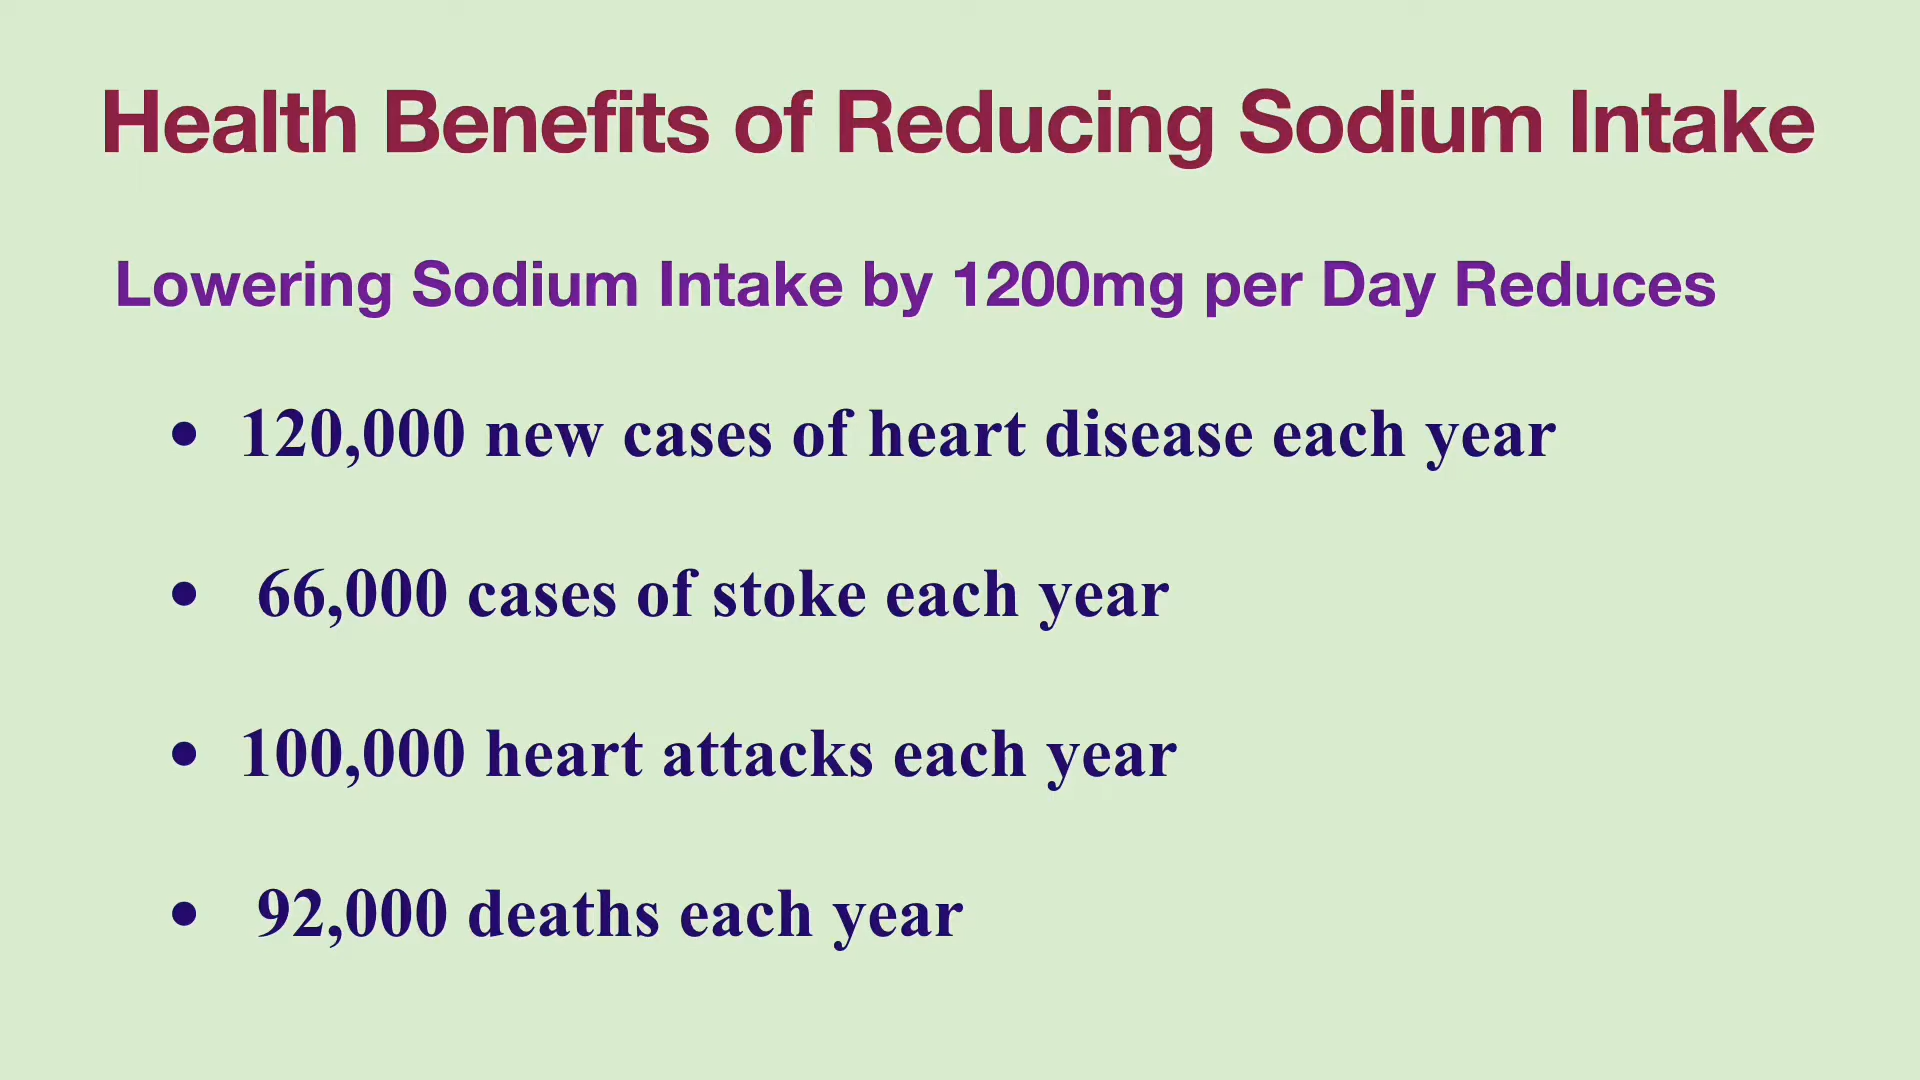 Health Benefits of Reducing Sodium Intake
Lowering Sodium Intake by 1200mg per Day Reduces
• 120,000 new cases of heart disease each year
• 66,000 cases of stoke each year
• 100,000 heart attacks each year
• 92,000 deaths each year